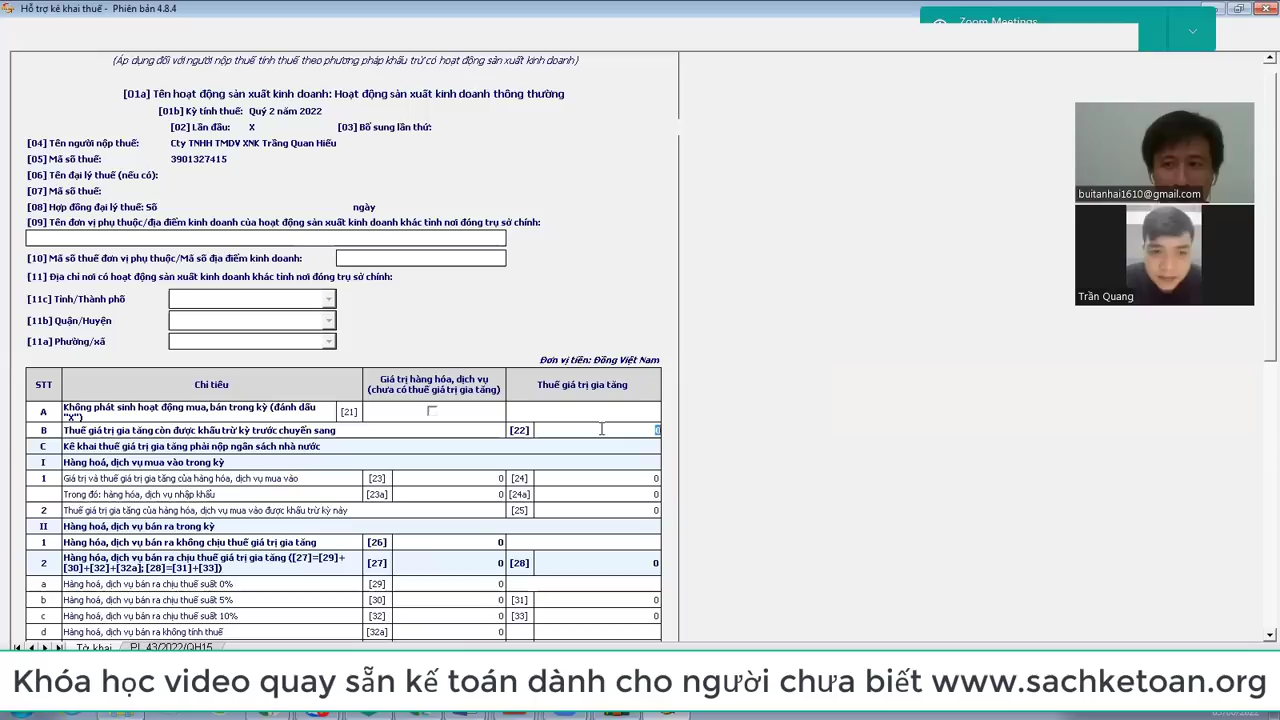 Hỗ trợ kê khai thuế - Phiên bản 4.8.4
Zoom Meetings
(Áp dụng đối với người nộp thuế tính thuế theo phương pháp khấu trừ có hoạt động sản xuất kinh doanh)
[01a] Tên hoạt động sản xuất kinh doanh: Hoạt động sản xuất kinh doanh thông thường
[01b] Kỳ tính thuế: Quý 2 năm 2022
[02] Lần đầu: X [03] Bổ sung lần thứ:
[04] Tên người nộp thuế: Cty TNHH TMDV XNK Trầng Quan Hiếu
[05] Mã số thuế: 3901327415
[06] Tên đại lý thuế (nếu có):
[07] Mã số thuế:
[08] Hợp đồng đại lý thuế: Số ngày
[09] Tên đơn vị phụ thuộc/địa điểm kinh doanh của hoạt động sản xuất kinh doanh khác tỉnh nơi đóng trụ sở chính:
[10] Mã số thuế đơn vị phụ thuộc/Mã số địa điểm kinh doanh:
[11] Địa chỉ nơi có hoạt động sản xuất kinh doanh khác tỉnh nơi đóng trụ sở chính:
[11c] Tỉnh/Thành phố
[11b] Quận/Huyện
[11a] Phường/xã
Đơn vị tiền: Đồng Việt Nam
STT Chỉ tiêu Giá trị hàng hóa, dịch vụ (chưa có thuế giá trị gia tăng) Thuế giá trị gia tăng
A Không phát sinh hoạt động mua, bán trong kỳ (đánh dấu "X") [21]
B Thuế giá trị gia tăng còn được khấu trừ kỳ trước chuyển sang [22] 0
C Kê khai thuế giá trị gia tăng phải nộp ngân sách nhà nước
I Hàng hoá, dịch vụ mua vào trong kỳ
1 Giá trị và thuế giá trị gia tăng của hàng hóa, dịch vụ mua vào [23] 0 [24] 0
Trong đó: hàng hóa, dịch vụ nhập khẩu [23a] 0 [24a] 0
2 Thuế giá trị gia tăng của hàng hóa, dịch vụ mua vào được khấu trừ kỳ này [25] 0
II Hàng hoá, dịch vụ bán ra trong kỳ
1 Hàng hóa, dịch vụ bán ra không chịu thuế giá trị gia tăng [26] 0
2 Hàng hóa, dịch vụ bán ra chịu thuế giá trị gia tăng ([27]=[29]+ [30]+[32]+[32a]; [28]=[31]+[33]) [27] 0 [28] 0
a Hàng hoá, dịch vụ bán ra chịu thuế suất 0% [29] 0
b Hàng hoá, dịch vụ bán ra chịu thuế suất 5% [30] 0 [31] 0
c Hàng hoá, dịch vụ bán ra chịu thuế suất 10% [32] 0 [33] 0
d Hàng hoá, dịch vụ bán ra không tính thuế [32a] 0
Tờ khai PL 43/2022/QH15
buitanhai1610@gmail.com
Trần Quang
Khóa học video quay sẵn kế toán dành cho người chưa biết www.sachketoan.org